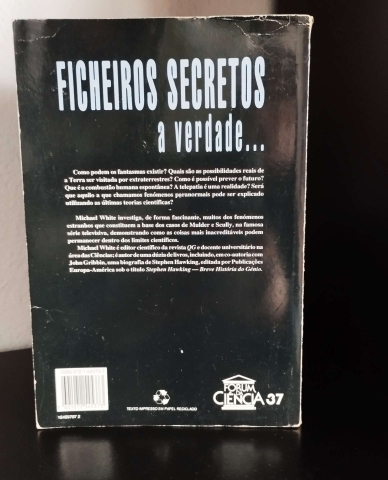 FICHEIROS SECRETOS
a verdade...
Como podem os fantasmas existir? Quais são as possibilidades reais de
a Terra ser visitada por extraterrestres? Como é possível prever o futuro?
Que é a combustão humana espontânea? A telepatia é uma realidade? Será
que aquilo a que chamamos fenómenos paranormais pode ser explicado
utilizando as últimas teorias científicas?
Michael White investiga, de forma fascinante, muitos dos fenómenos
estranhos que constituem a base dos casos de Mulder e Scully, na famosa
série televisiva, demonstrando como as coisas mais inacreditáveis podem
permanecer dentro dos limites científicos.
Michael White é editor científico da revista GQ e docente universitário na
área das Ciências; é autor de uma dúzia de livros, incluindo, em co-autoria com
John Gribbin, uma biografia de Stephen Hawking, editada por Publicações
Europa-América sob o título Stephen Hawking — Breve História do Génio.
TEXTO IMPRESSO EM PAPEL RECICLADO
FORUM
DA
CIÊNCIA 37